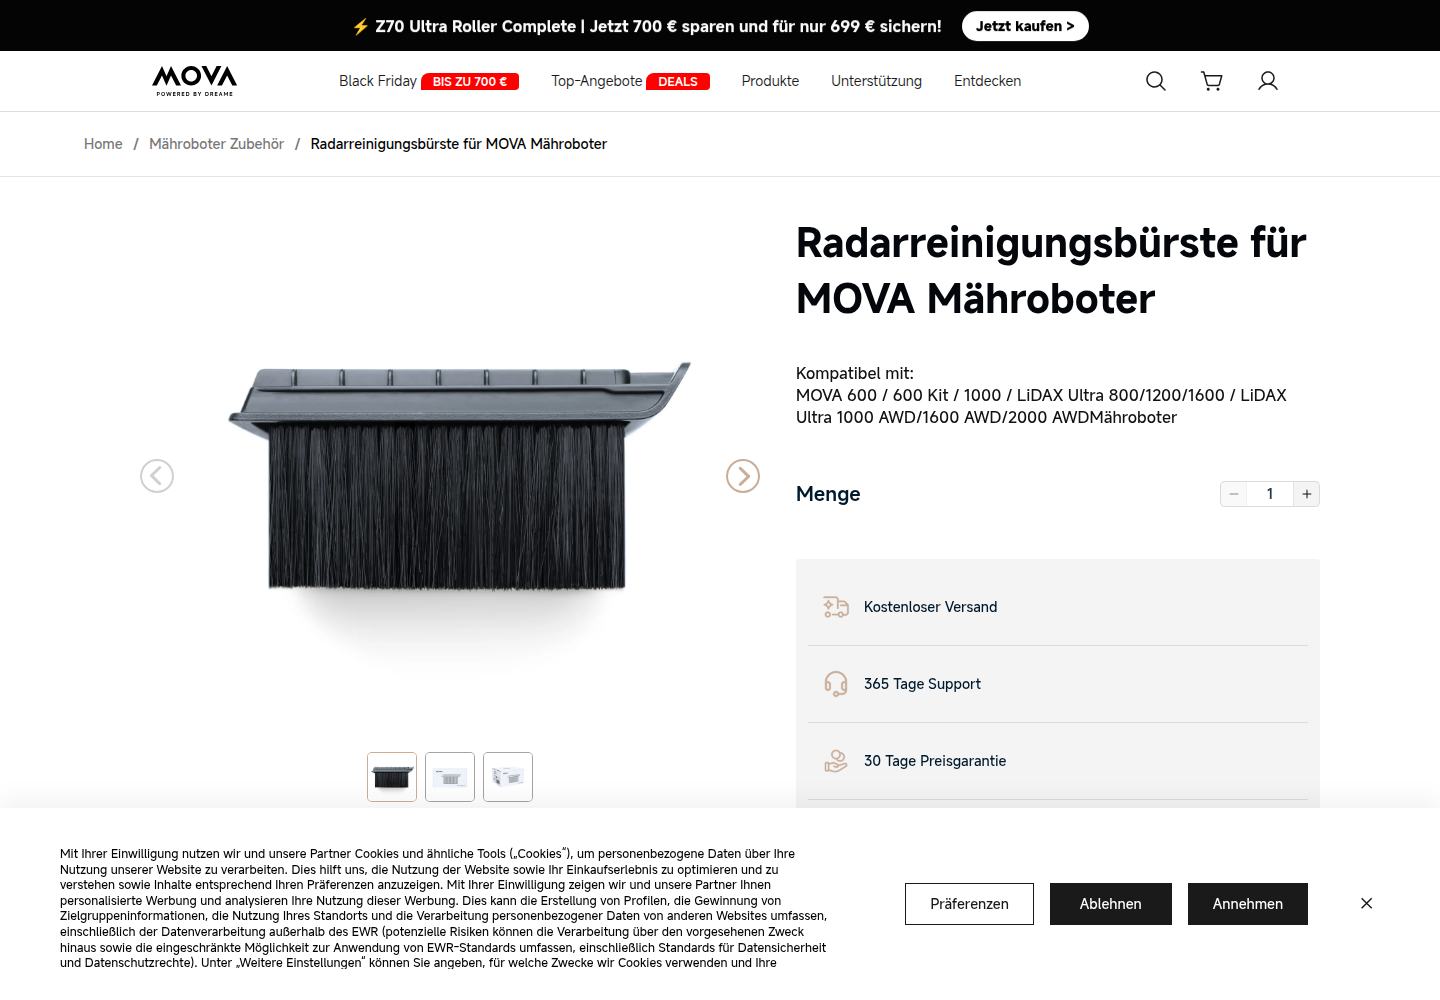 ⚡ Z70 Ultra Roller Complete | Jetzt 700 € sparen und für nur 699 € sichern! Jetzt kaufen >
MOVA
POWERED BY DREAME
Black Friday BIS ZU 700 € Top-Angebote DEALS Produkte Unterstützung Entdecken
Home / Mähroboter Zubehör / Radarreinigungsbürste für MOVA Mähroboter
Radarreinigungsbürste für
MOVA Mähroboter
Kompatibel mit:
MOVA 600 / 600 Kit / 1000 / LiDAX Ultra 800/1200/1600 / LiDAX
Ultra 1000 AWD/1600 AWD/2000 AWDMähroboter
Menge
− 1 +
Kostenloser Versand
365 Tage Support
30 Tage Preisgarantie
Mit Ihrer Einwilligung nutzen wir und unsere Partner Cookies und ähnliche Tools („Cookies“), um personenbezogene Daten über Ihre
Nutzung unserer Website zu verarbeiten. Dies hilft uns, die Nutzung der Website sowie Ihr Einkaufserlebnis zu optimieren und zu
verstehen sowie Inhalte entsprechend Ihren Präferenzen anzuzeigen. Mit Ihrer Einwilligung zeigen wir und unsere Partner Ihnen
personalisierte Werbung und analysieren Ihre Nutzung dieser Werbung. Dies kann die Erstellung von Profilen, die Gewinnung von
Zielgruppeninformationen, die Nutzung Ihres Standorts und die Verarbeitung personenbezogener Daten von anderen Websites umfassen,
einschließlich der Datenverarbeitung außerhalb des EWR (potenzielle Risiken können die Verarbeitung über den vorgesehenen Zweck
hinaus sowie die eingeschränkte Möglichkeit zur Anwendung von EWR-Standards umfassen, einschließlich Standards für Datensicherheit
und Datenschutzrechte). Unter „Weitere Einstellungen“ können Sie angeben, für welche Zwecke wir Cookies verwenden und Ihre
Präferenzen
Ablehnen
Annehmen